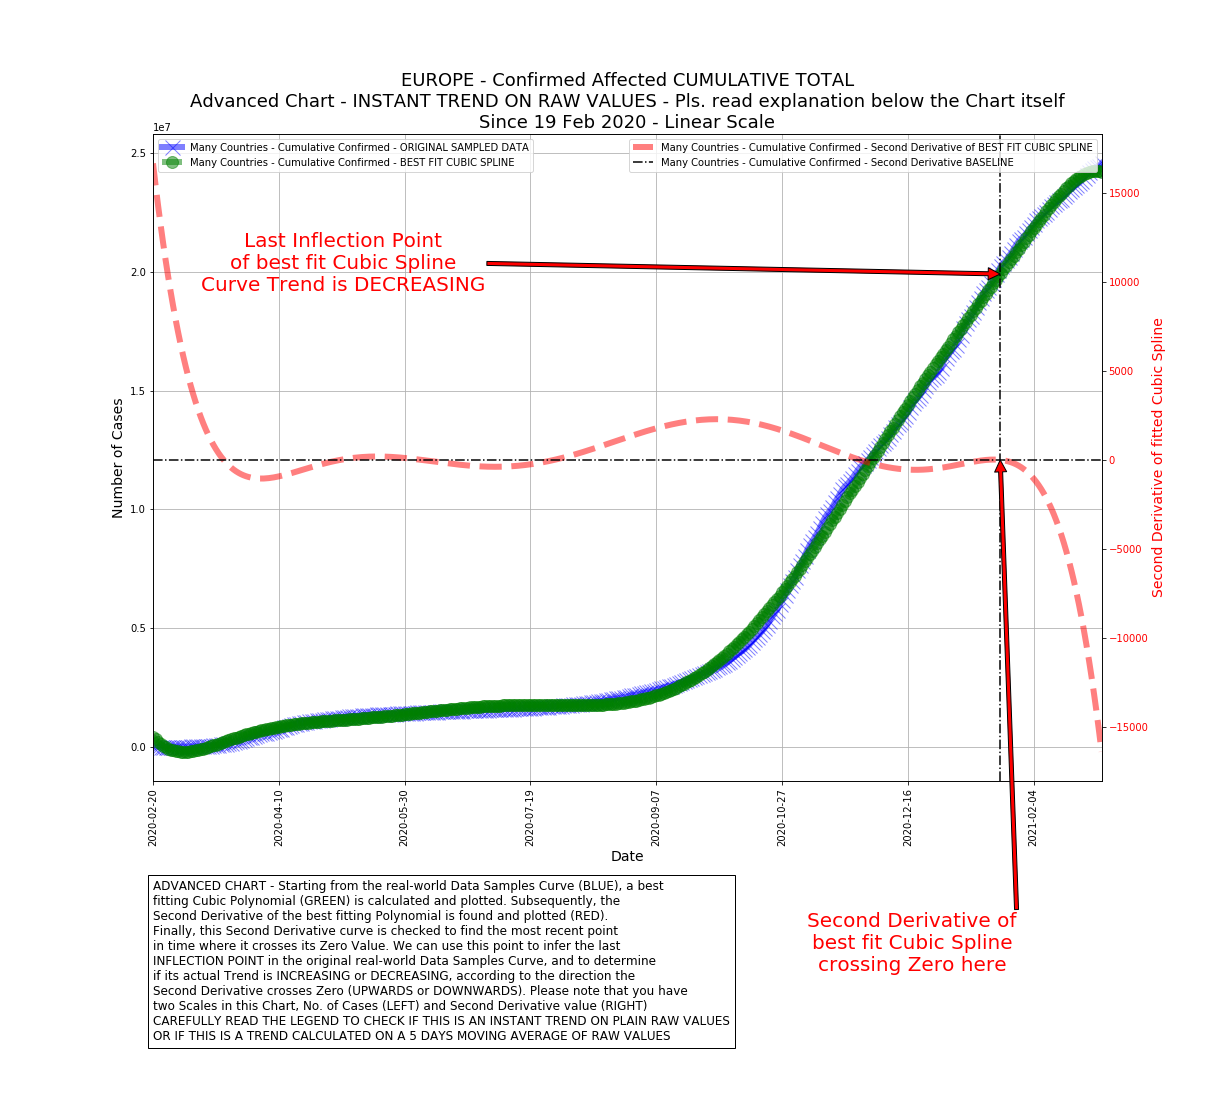 EUROPE - Confirmed Affected CUMULATIVE TOTAL
Advanced Chart - INSTANT TREND ON RAW VALUES - Pls. read explanation below the Chart itself
Since 19 Feb 2020 - Linear Scale
1e7
Many Countries - Cumulative Confirmed - ORIGINAL SAMPLED DATA
Many Countries - Cumulative Confirmed - BEST FIT CUBIC SPLINE
Many Countries - Cumulative Confirmed - Second Derivative of BEST FIT CUBIC SPLINE
Many Countries - Cumulative Confirmed - Second Derivative BASELINE
Last Inflection Point
of best fit Cubic Spline
Curve Trend is DECREASING
Number of Cases
2.5
2.0
1.5
1.0
0.5
0.0
15000
10000
5000
0
−5000
−10000
−15000
Second Derivative of fitted Cubic Spline
2020-02-20
2020-04-10
2020-05-30
2020-07-19
2020-09-07
2020-10-27
2020-12-16
2021-02-04
Date
ADVANCED CHART - Starting from the real-world Data Samples Curve (BLUE), a best
fitting Cubic Polynomial (GREEN) is calculated and plotted. Subsequently, the
Second Derivative of the best fitting Polynomial is found and plotted (RED).
Finally, this Second Derivative curve is checked to find the most recent point
in time where it crosses its Zero Value. We can use this point to infer the last
INFLECTION POINT in the original real-world Data Samples Curve, and to determine
if its actual Trend is INCREASING or DECREASING, according to the direction the
Second Derivative crosses Zero (UPWARDS or DOWNWARDS). Please note that you have
two Scales in this Chart, No. of Cases (LEFT) and Second Derivative value (RIGHT)
CAREFULLY READ THE LEGEND TO CHECK IF THIS IS AN INSTANT TREND ON PLAIN RAW VALUES
OR IF THIS IS A TREND CALCULATED ON A 5 DAYS MOVING AVERAGE OF RAW VALUES
Second Derivative of
best fit Cubic Spline
crossing Zero here